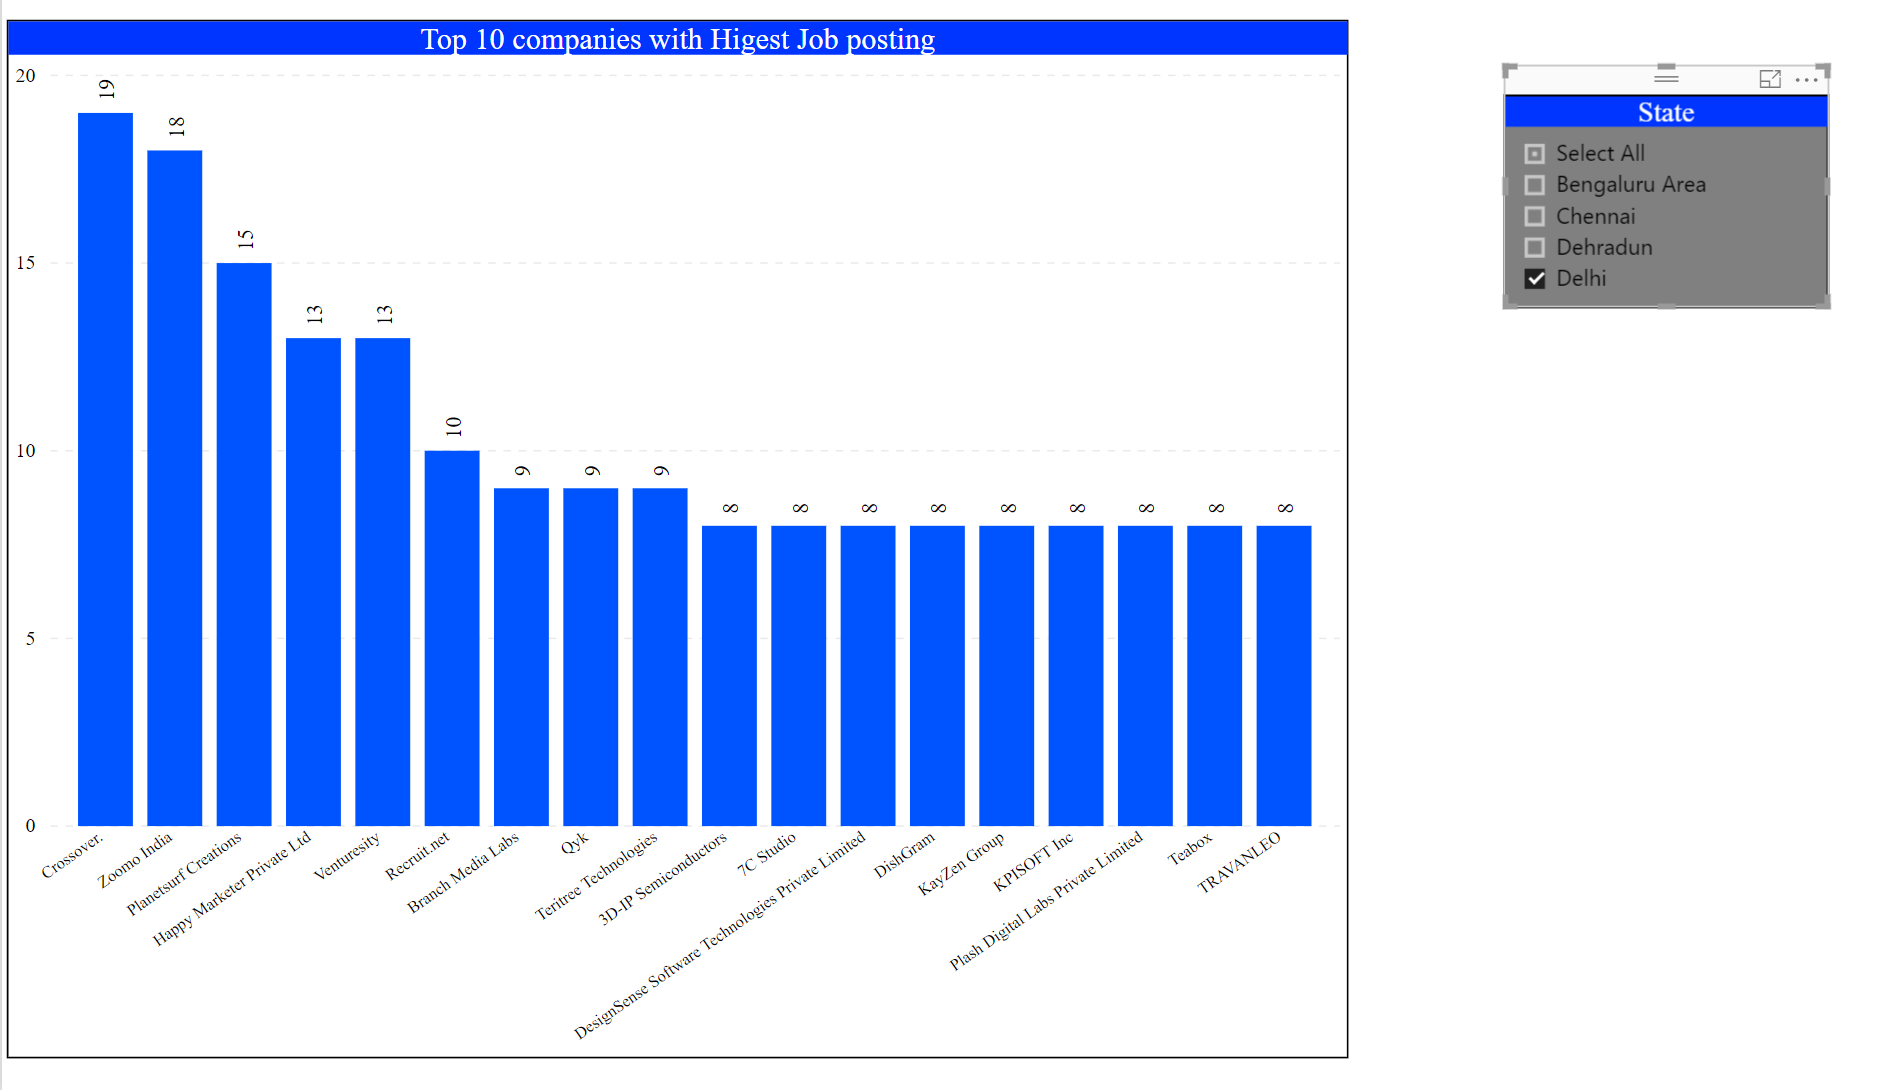 Top 10 companies with Higest Job posting
20
15
10
5
0
19
18
15
13
13
10
9
9
9
8
8
8
8
8
8
8
8
8
Crossover.
Zoomo India
Planetsurf Creations
Happy Marketer Private Ltd
Venturesity
Recruit.net
Branch Media Labs
Qyk
Teritree Technologies
3D-IP Semiconductors
7C Studio
DesignSense Software Technologies Private Limited
DishGram
KayZen Group
KPISOFT Inc
Plash Digital Labs Private Limited
Teabox
TRAVANLEO
State
Select All
Bengaluru Area
Chennai
Dehradun
Delhi